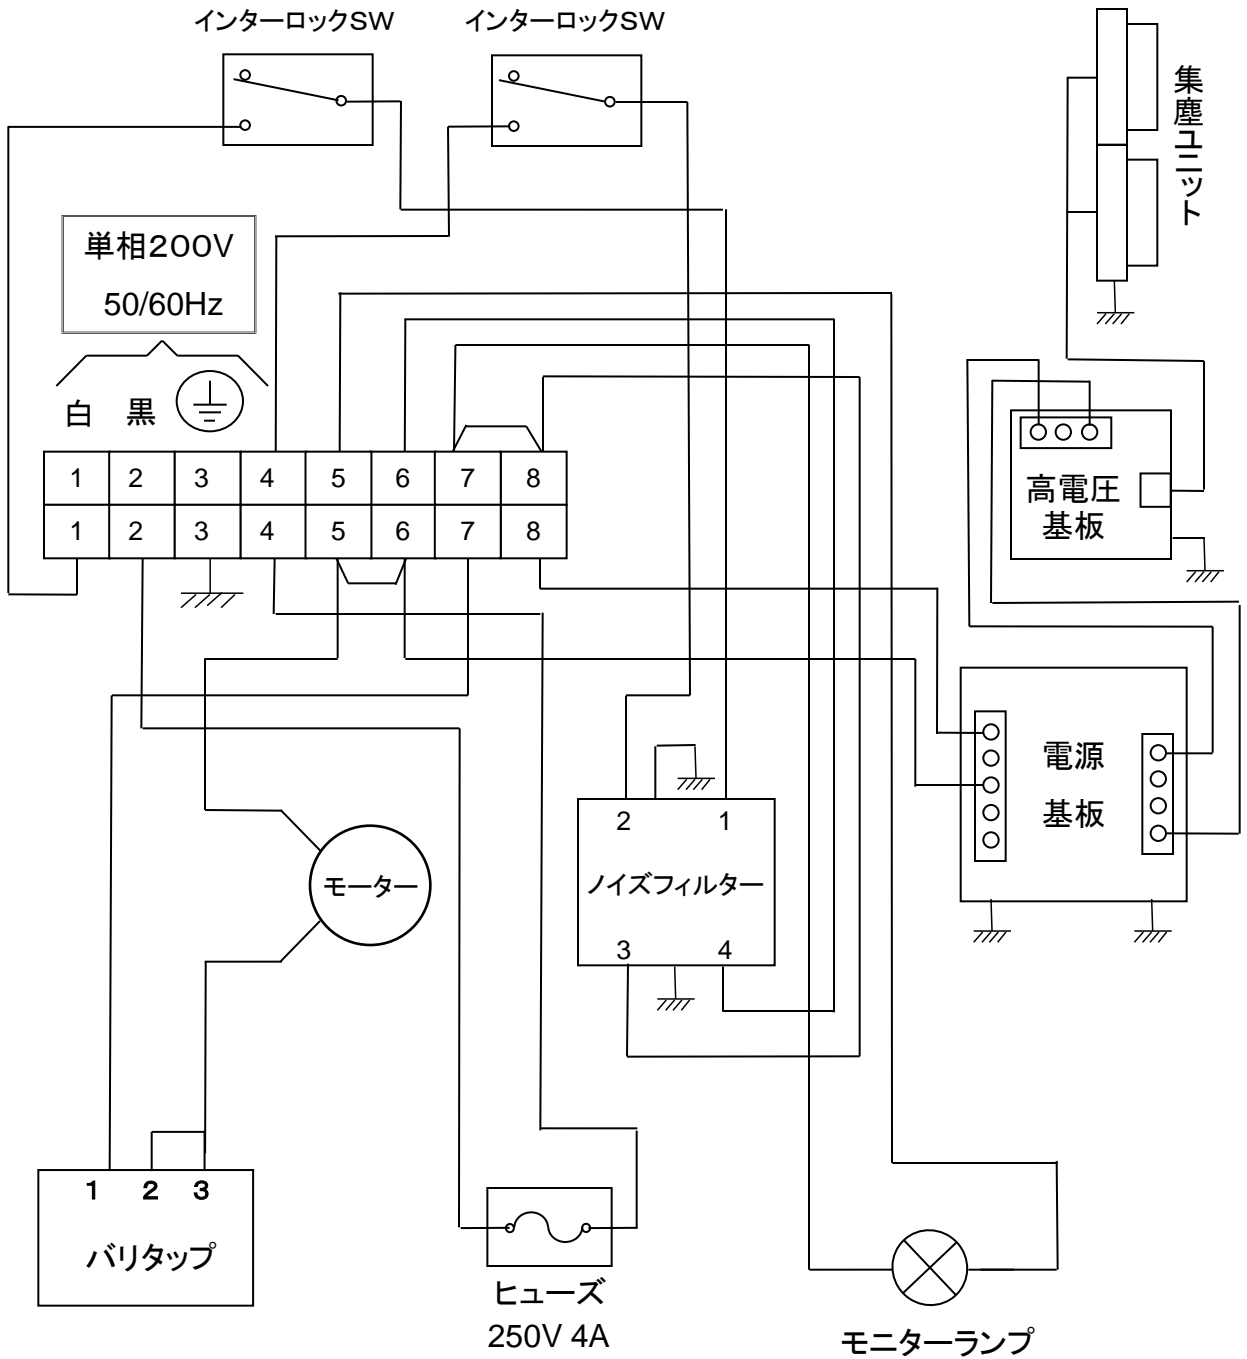 インターロックSW
インターロックSW
集塵ユニット
単相200V
50/60Hz
白 黒
1 2 3 4 5 6 7 8
1 2 3 4 5 6 7 8
高電圧
基板
電源
基板
2 1
ノイズフィルター
3 4
モーター
1 2 3
バリタップ
ヒューズ
250V 4A
モニターランプ